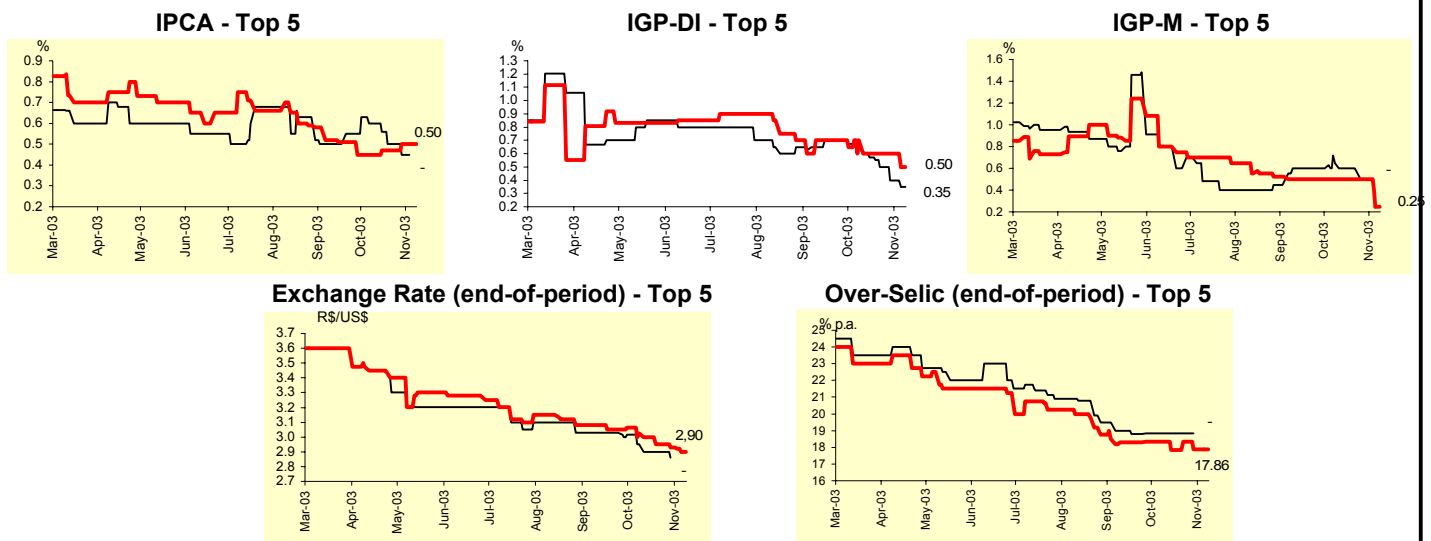 IPCA - Top 5
%
0.9
0.8
0.7
0.6
0.5
0.4
0.3
0.2
0.50
-
Mar-03
Apr-03
May-03
Jun-03
Jul-03
Aug-03
Sep-03
Oct-03
Nov-03
IGP-DI - Top 5
%
1.3
1.2
1.1
1.0
0.9
0.8
0.7
0.6
0.5
0.4
0.3
0.2
0.50
0.35
Mar-03
Apr-03
May-03
Jun-03
Jul-03
Aug-03
Sep-03
Oct-03
Nov-03
IGP-M - Top 5
%
1.6
1.4
1.2
1.0
0.8
0.6
0.4
0.2
-
0.25
Mar-03
Apr-03
May-03
Jun-03
Jul-03
Aug-03
Sep-03
Oct-03
Nov-03
Exchange Rate (end-of-period) - Top 5
R$/US$
3.7
3.6
3.5
3.4
3.3
3.2
3.1
3.0
2.9
2.8
2.7
2,90
-
Mar-03
Apr-03
May-03
Jun-03
Jul-03
Aug-03
Sep-03
Oct-03
Nov-03
Over-Selic (end-of-period) - Top 5
% p.a.
25
24
23
22
21
20
19
18
17
16
-
17.86
Mar-03
Apr-03
May-03
Jun-03
Jul-03
Aug-03
Sep-03
Oct-03
Nov-03